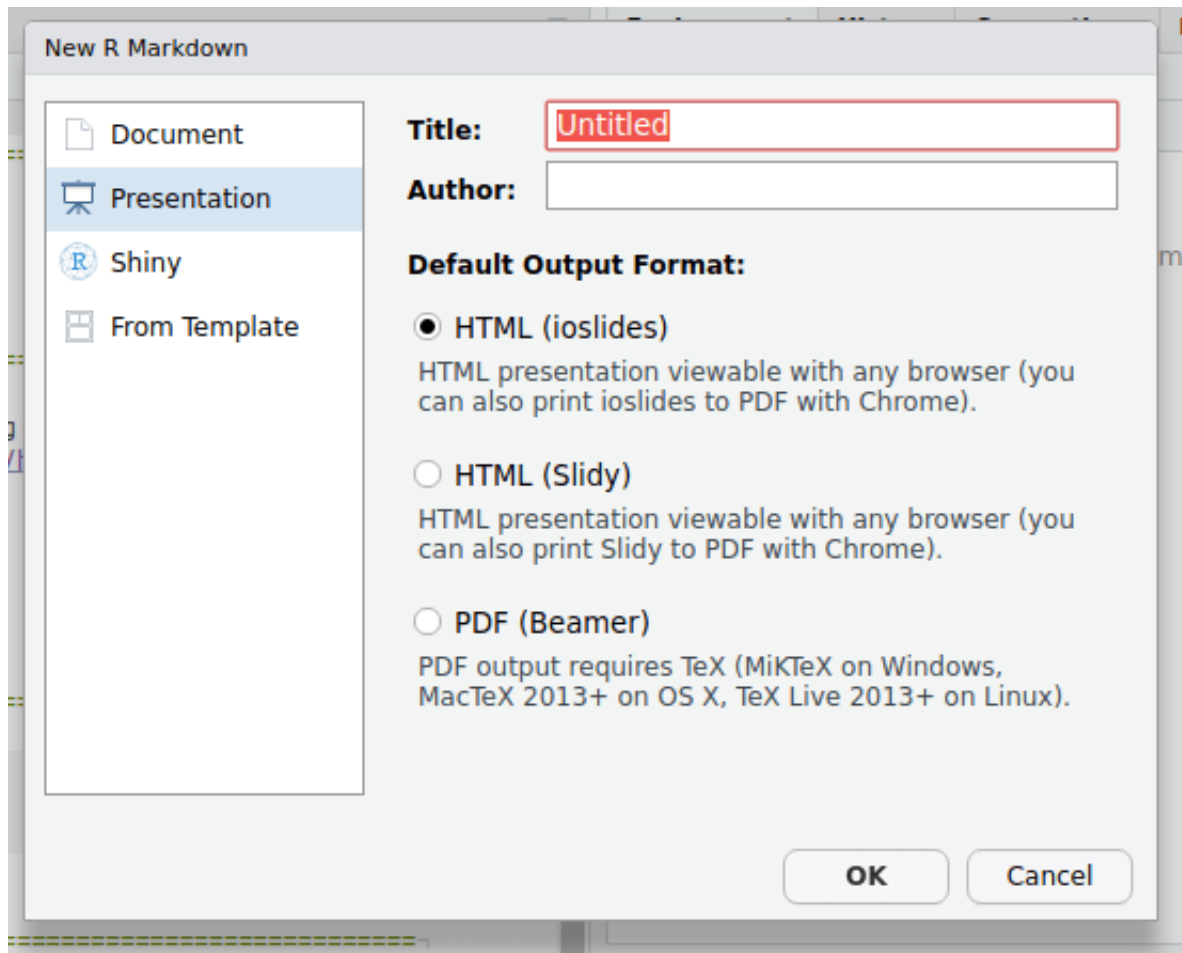 New R Markdown
Document
Presentation
Shiny
From Template
Title:
Untitled
Author:
Default Output Format:
HTML (ioslides)
HTML presentation viewable with any browser (you
can also print ioslides to PDF with Chrome).
HTML (Slidy)
HTML presentation viewable with any browser (you
can also print Slidy to PDF with Chrome).
PDF (Beamer)
PDF output requires TeX (MiKTeX on Windows,
MacTeX 2013+ on OS X, TeX Live 2013+ on Linux).
OK
Cancel